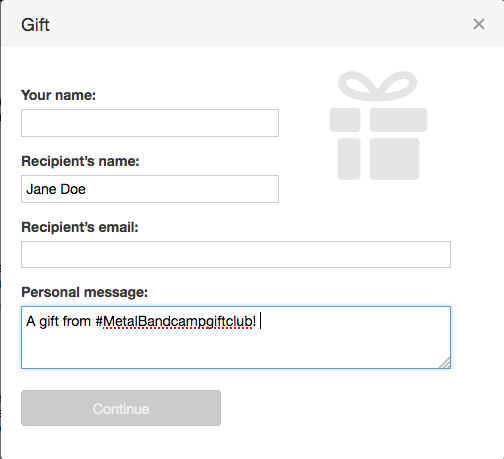 Gift
Your name:
Recipient's name:
Jane Doe
Recipient's email:
Personal message:
A gift from #MetalBandcampgiftclub!
Continue